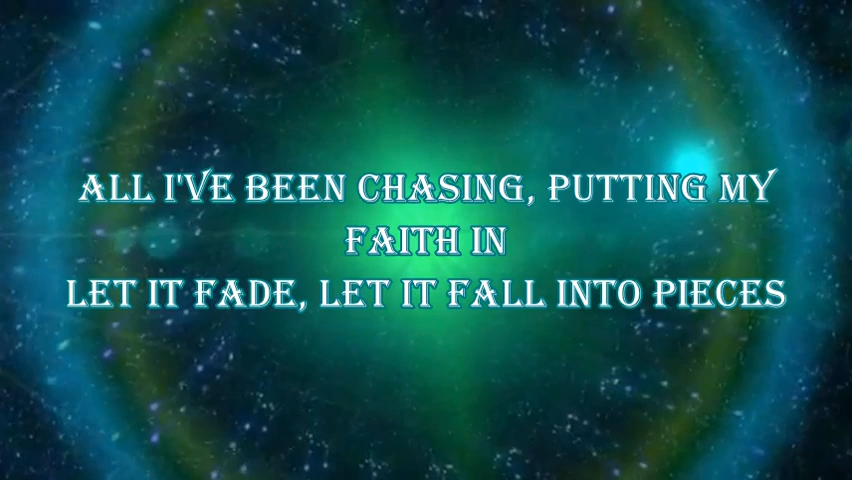 ALL I'VE BEEN CHASING, PUTTING MY
FAITH IN
LET IT FADE, LET IT FALL INTO PIECES